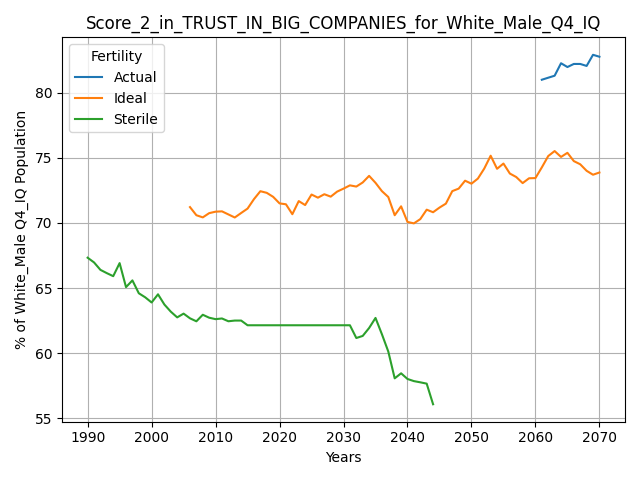 Score_2_in_TRUST_IN_BIG_COMPANIES_for_White_Male_Q4_IQ
Fertility
Actual
Ideal
Sterile
% of White_Male Q4_IQ Population
80
75
70
65
60
55
1990 2000 2010 2020 2030 2040 2050 2060 2070
Years